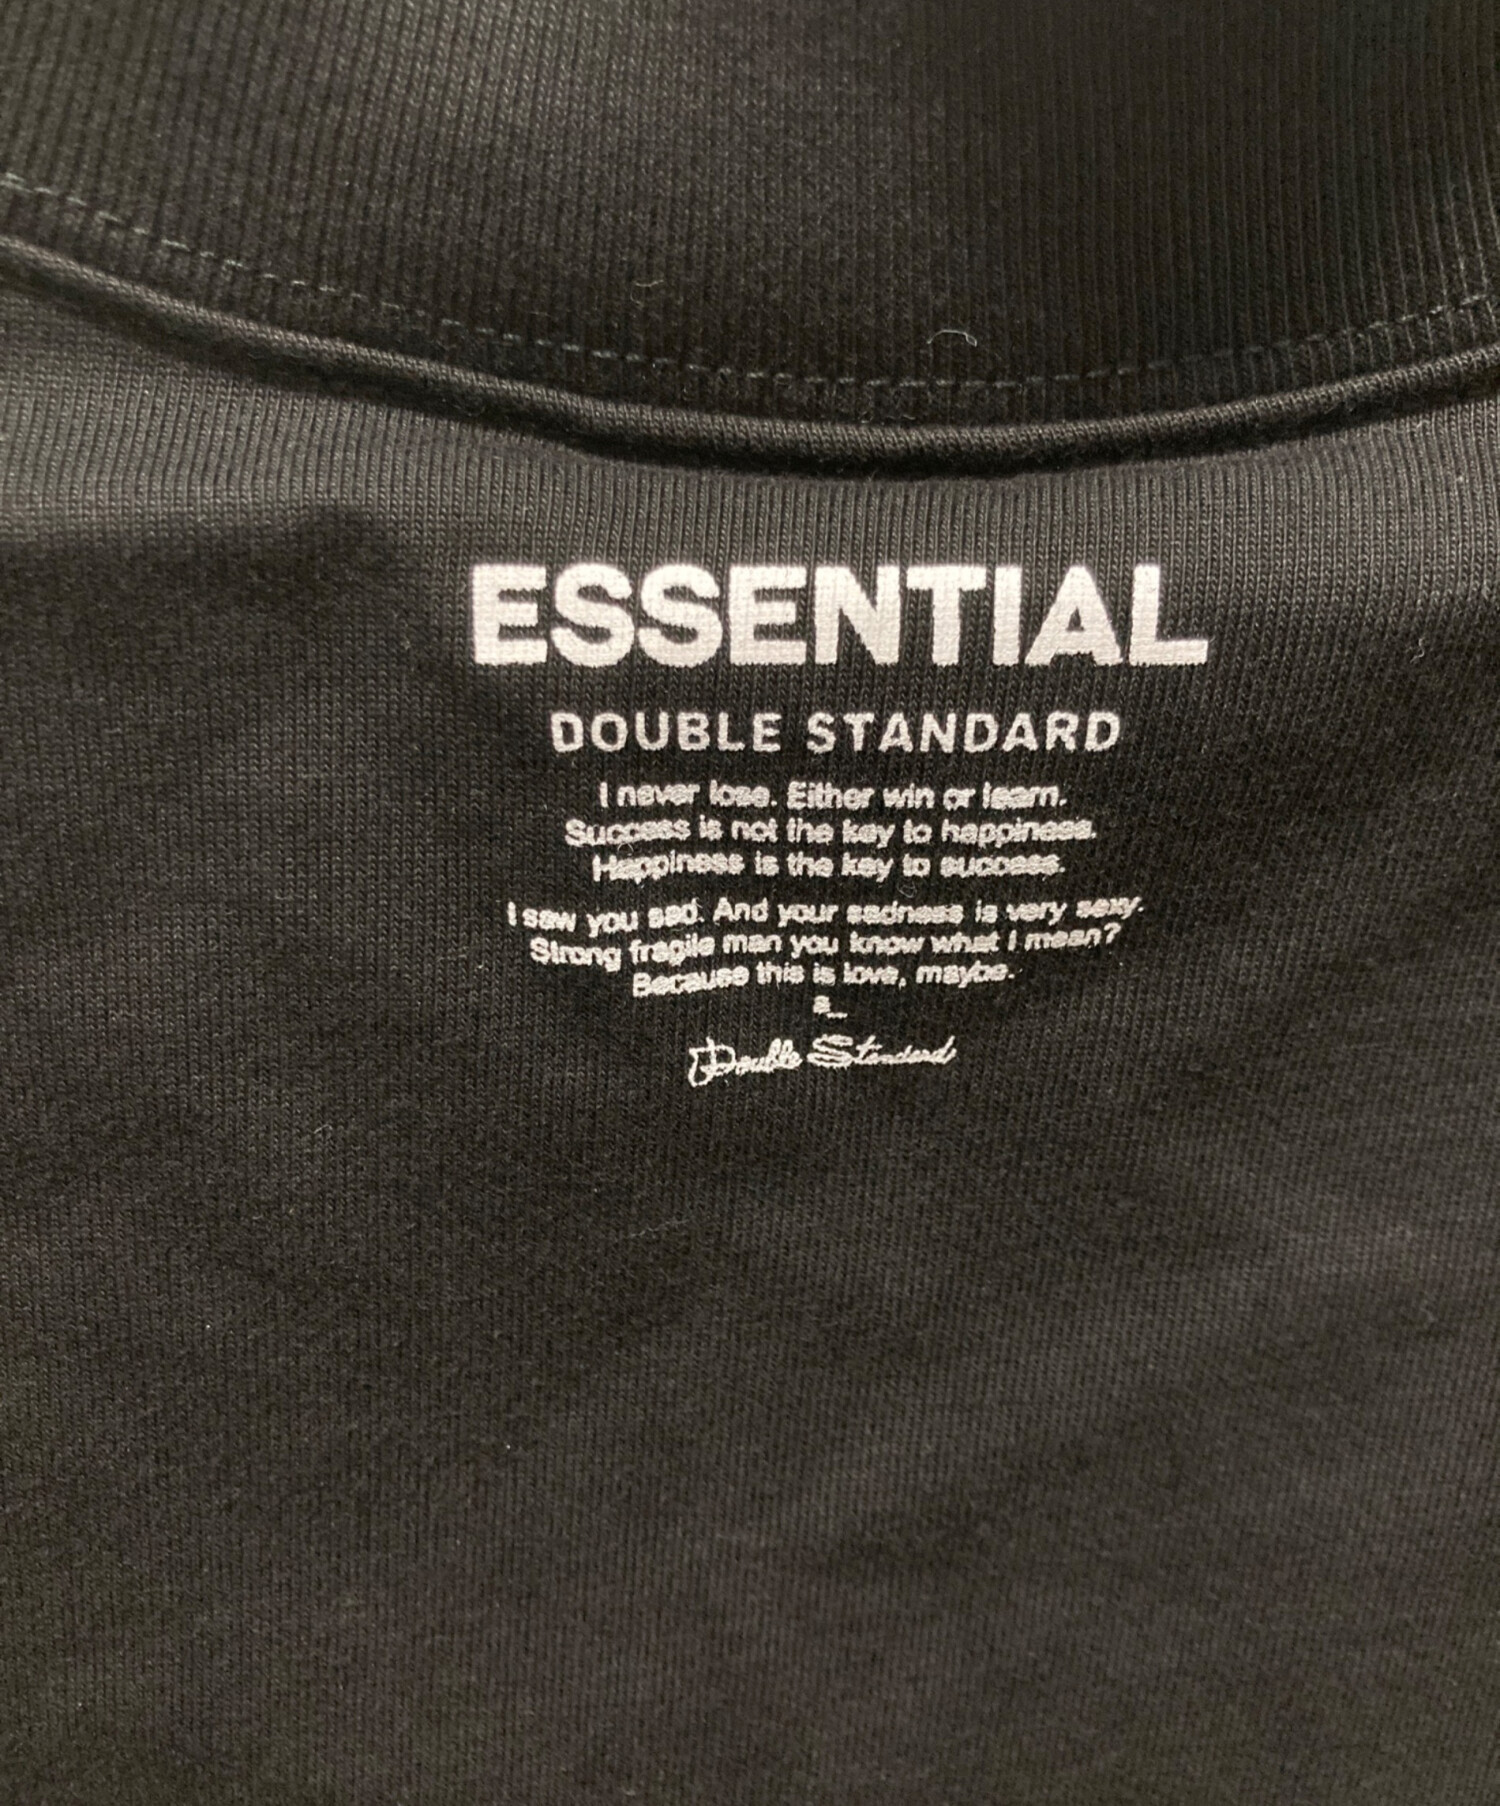 ESSENTIAL
DOUBLE STANDARD
I never lose. Either win or learn.
Success is not the key to happiness.
Happiness is the key to success.
I saw you sad. And your sadness is very sexy.
Strong fragile man you know what I mean?
Because this is love, maybe.
a_
Double Standard